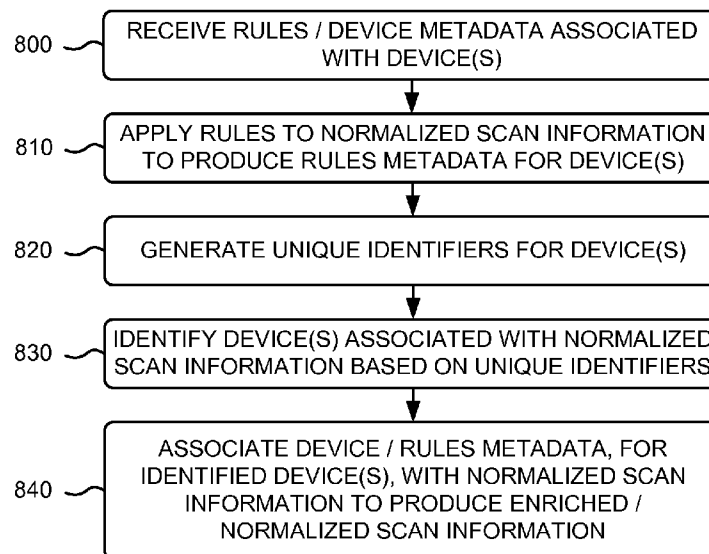 800
RECEIVE RULES / DEVICE METADATA ASSOCIATED
WITH DEVICE(S)
810
APPLY RULES TO NORMALIZED SCAN INFORMATION
TO PRODUCE RULES METADATA FOR DEVICE(S)
820
GENERATE UNIQUE IDENTIFIERS FOR DEVICE(S)
830
IDENTIFY DEVICE(S) ASSOCIATED WITH NORMALIZED
SCAN INFORMATION BASED ON UNIQUE IDENTIFIERS
840
ASSOCIATE DEVICE / RULES METADATA, FOR
IDENTIFIED DEVICE(S), WITH NORMALIZED SCAN
INFORMATION TO PRODUCE ENRICHED /
NORMALIZED SCAN INFORMATION